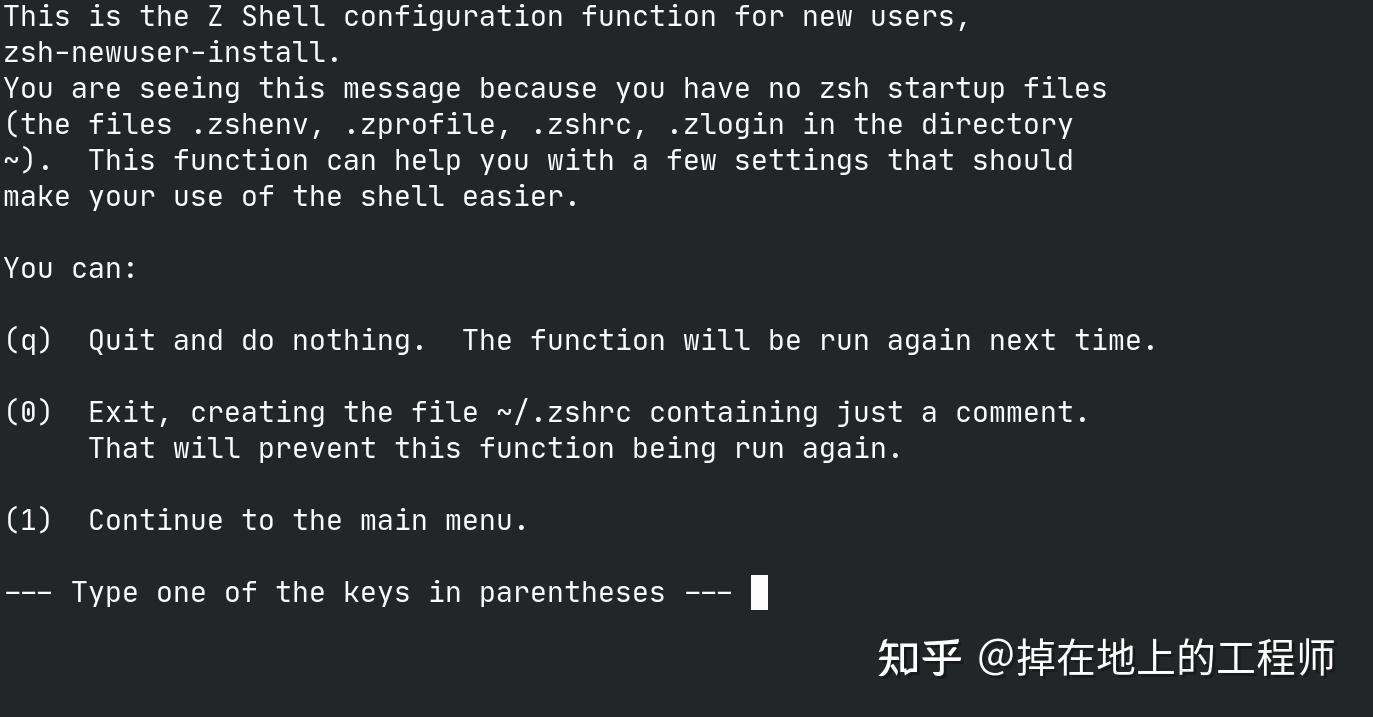 This is the Z Shell configuration function for new users,
zsh-newuser-install.
You are seeing this message because you have no zsh startup files
(the files .zshenv, .zprofile, .zshrc, .zlogin in the directory
~).  This function can help you with a few settings that should
make your use of the shell easier.

You can:

(q)  Quit and do nothing.  The function will be run again next time.

(0)  Exit, creating the file ~/.zshrc containing just a comment.
     That will prevent this function being run again.

(1)  Continue to the main menu.

--- Type one of the keys in parentheses ---
知乎 @掉在地上的工程师